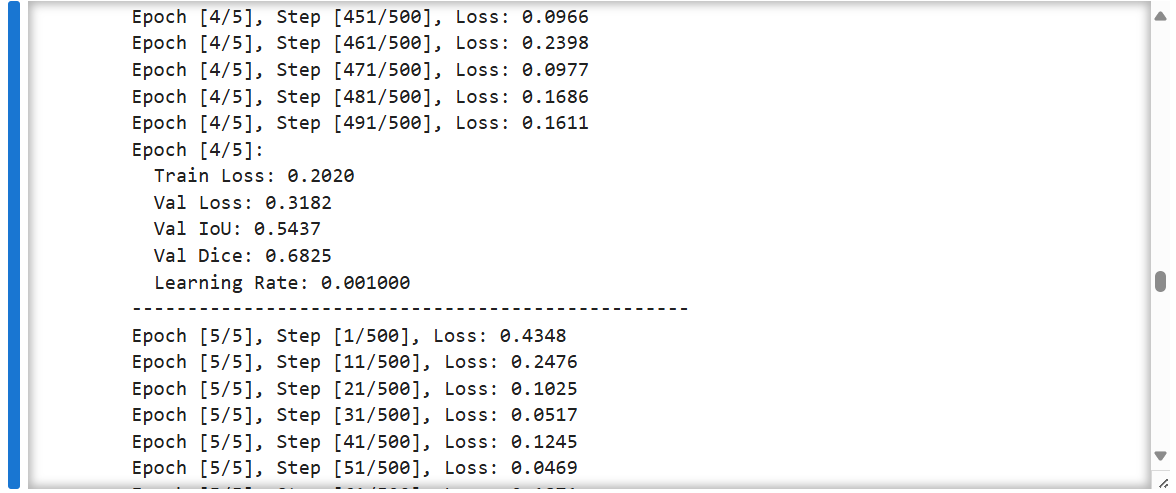 Epoch [4/5], Step [451/500], Loss: 0.0966
Epoch [4/5], Step [461/500], Loss: 0.2398
Epoch [4/5], Step [471/500], Loss: 0.0977
Epoch [4/5], Step [481/500], Loss: 0.1686
Epoch [4/5], Step [491/500], Loss: 0.1611
Epoch [4/5]:
  Train Loss: 0.2020
  Val Loss: 0.3182
  Val IoU: 0.5437
  Val Dice: 0.6825
  Learning Rate: 0.001000
--------------------------------------------------
Epoch [5/5], Step [1/500], Loss: 0.4348
Epoch [5/5], Step [11/500], Loss: 0.2476
Epoch [5/5], Step [21/500], Loss: 0.1025
Epoch [5/5], Step [31/500], Loss: 0.0517
Epoch [5/5], Step [41/500], Loss: 0.1245
Epoch [5/5], Step [51/500], Loss: 0.0469